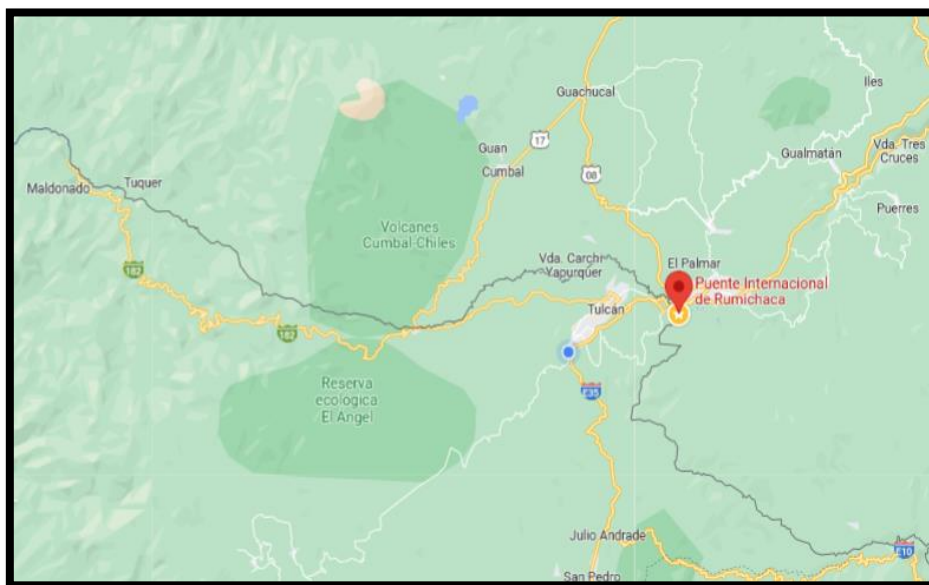 Guachucal
Iles
17
Guan
Cumbal
08
Gualmatán
Vda. Tres
Cruces
Maldonado
Tuquer
Puerres
Volcanes
Cumbal-Chiles
182
Vda. Carchi
Yapurquer
El Palmar
Puente Internacional
de Rumichaca
Tulcán
182
Reserva
ecológica
El Angel
E35
Julio Andrade
E10
San Pedro